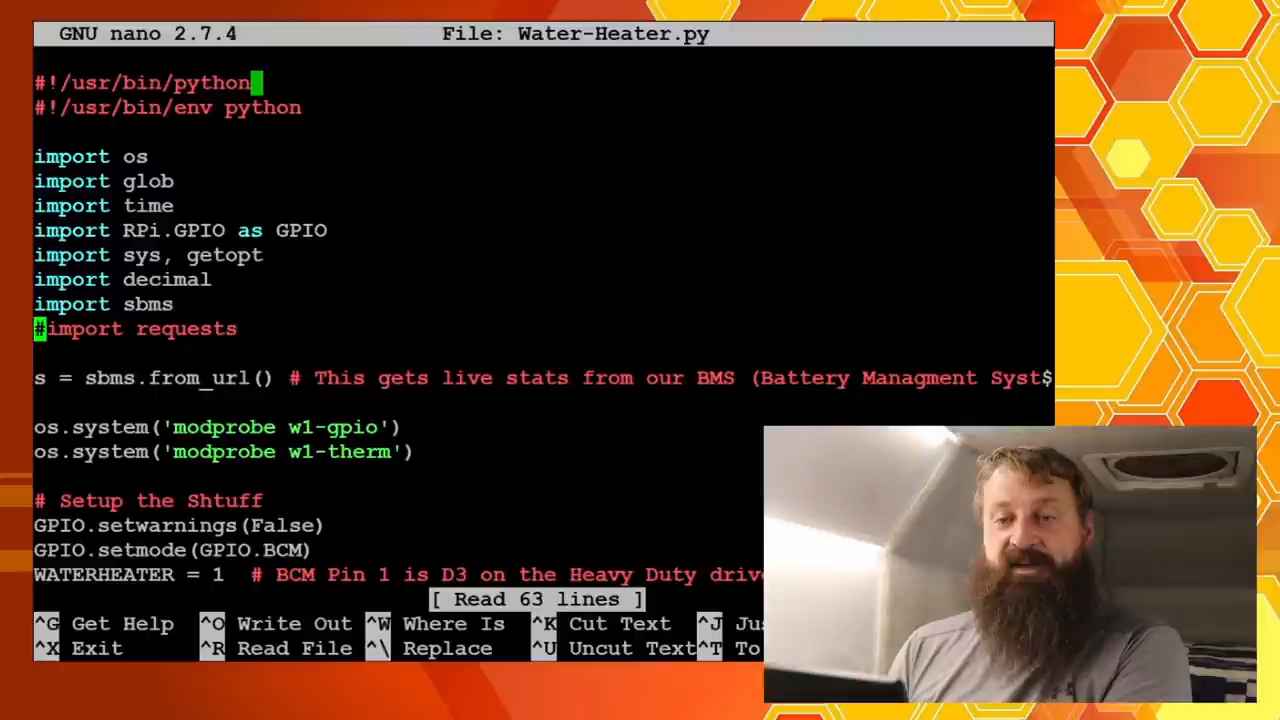 GNU nano 2.7.4 File: Water-Heater.py
#!/usr/bin/python
#!/usr/bin/env python
import os
import glob
import time
import RPi.GPIO as GPIO
import sys, getopt
import decimal
import sbms
#import requests
s = sbms.from_url() # This gets live stats from our BMS (Battery Managment Syst$
os.system('modprobe w1-gpio')
os.system('modprobe w1-therm')
# Setup the Shtuff
GPIO.setwarnings(False)
GPIO.setmode(GPIO.BCM)
WATERHEATER = 1 # BCM Pin 1 is D3 on the Heavy Duty driv
[ Read 63 lines ]
^G Get Help ^O Write Out ^W Where Is ^K Cut Text ^J Ju
^X Exit ^R Read File ^\ Replace ^U Uncut Text ^T To